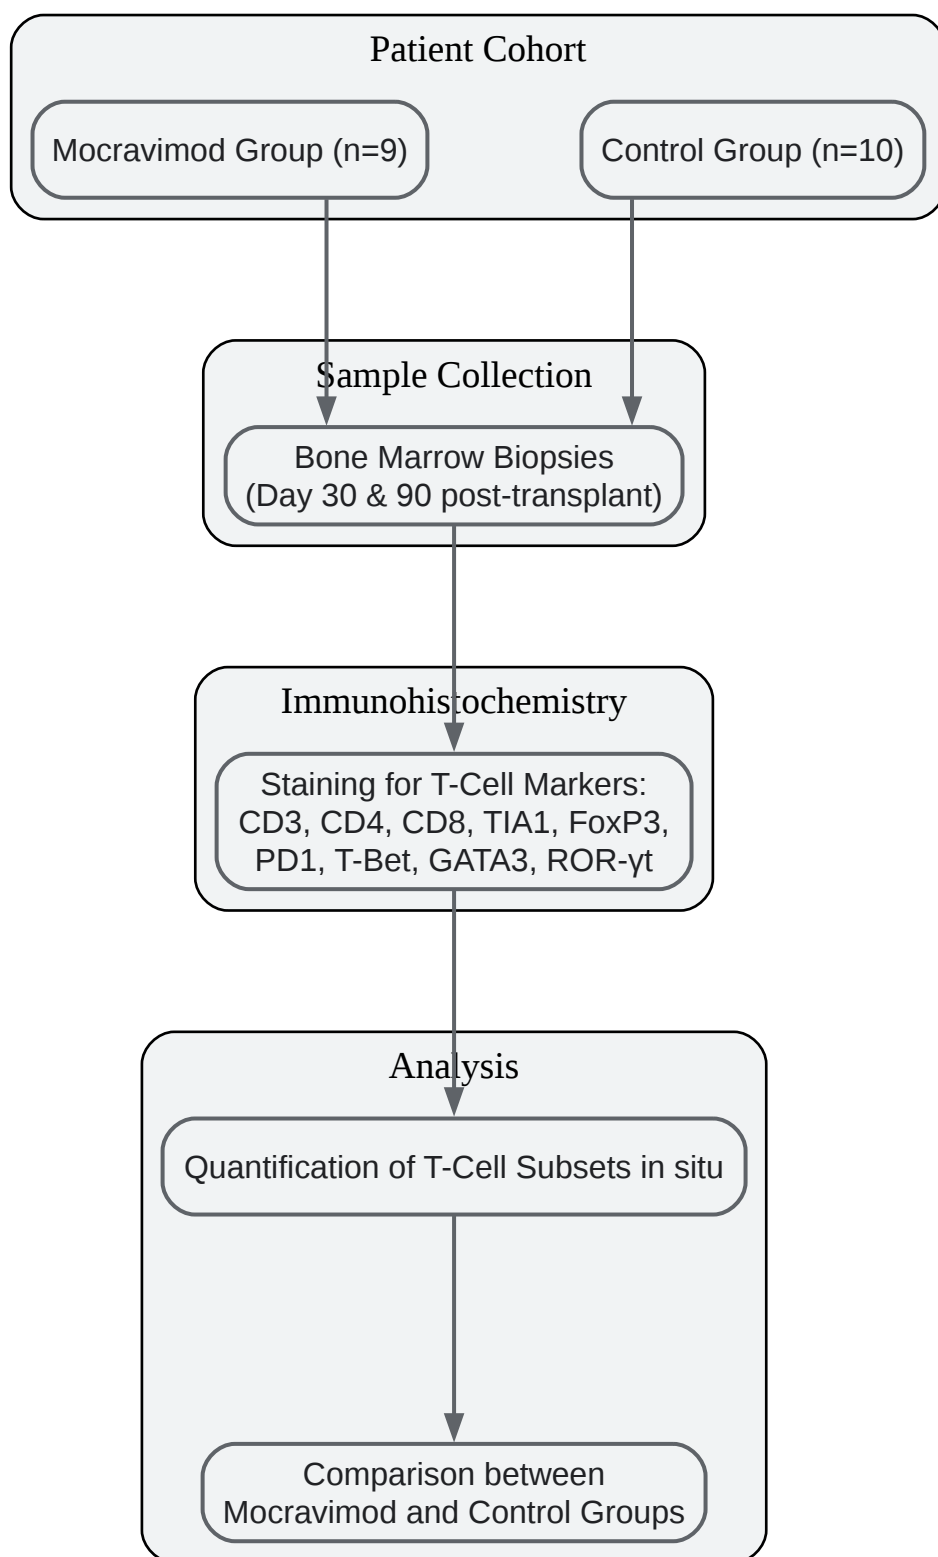 Patient Cohort
Mocravimod Group (n=9)
Control Group (n=10)
Sample Collection
Bone Marrow Biopsies
(Day 30 & 90 post-transplant)
Immunohistochemistry
Staining for T-Cell Markers:
CD3, CD4, CD8, TIA1, FoxP3,
PD1, T-Bet, GATA3, ROR-γt
Analysis
Quantification of T-Cell Subsets in situ
Comparison between
Mocravimod and Control Groups